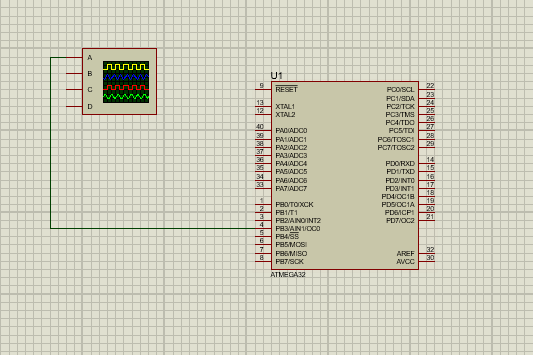 A
B
C
D
U1
9 RESET PC0/SCL 22
PC1/SDA 23
13 XTAL1 PC2/TCK 24
12 XTAL2 PC3/TMS 25
PC4/TDO 26
40 PA0/ADC0 PC5/TDI 27
39 PA1/ADC1 PC6/TOSC1 28
38 PA2/ADC2 PC7/TOSC2 29
37 PA3/ADC3
36 PA4/ADC4 PD0/RXD 14
35 PA5/ADC5 PD1/TXD 15
34 PA6/ADC6 PD2/INT0 16
33 PA7/ADC7 PD3/INT1 17
PD4/OC1B 18
1 PB0/T0/XCK PD5/OC1A 19
2 PB1/T1 PD6/ICP1 20
3 PB2/AIN0/INT2 PD7/OC2 21
4 PB3/AIN1/OC0
5 PB4/SS
6 PB5/MOSI
7 PB6/MISO AREF 32
8 PB7/SCK AVCC 30
ATMEGA32